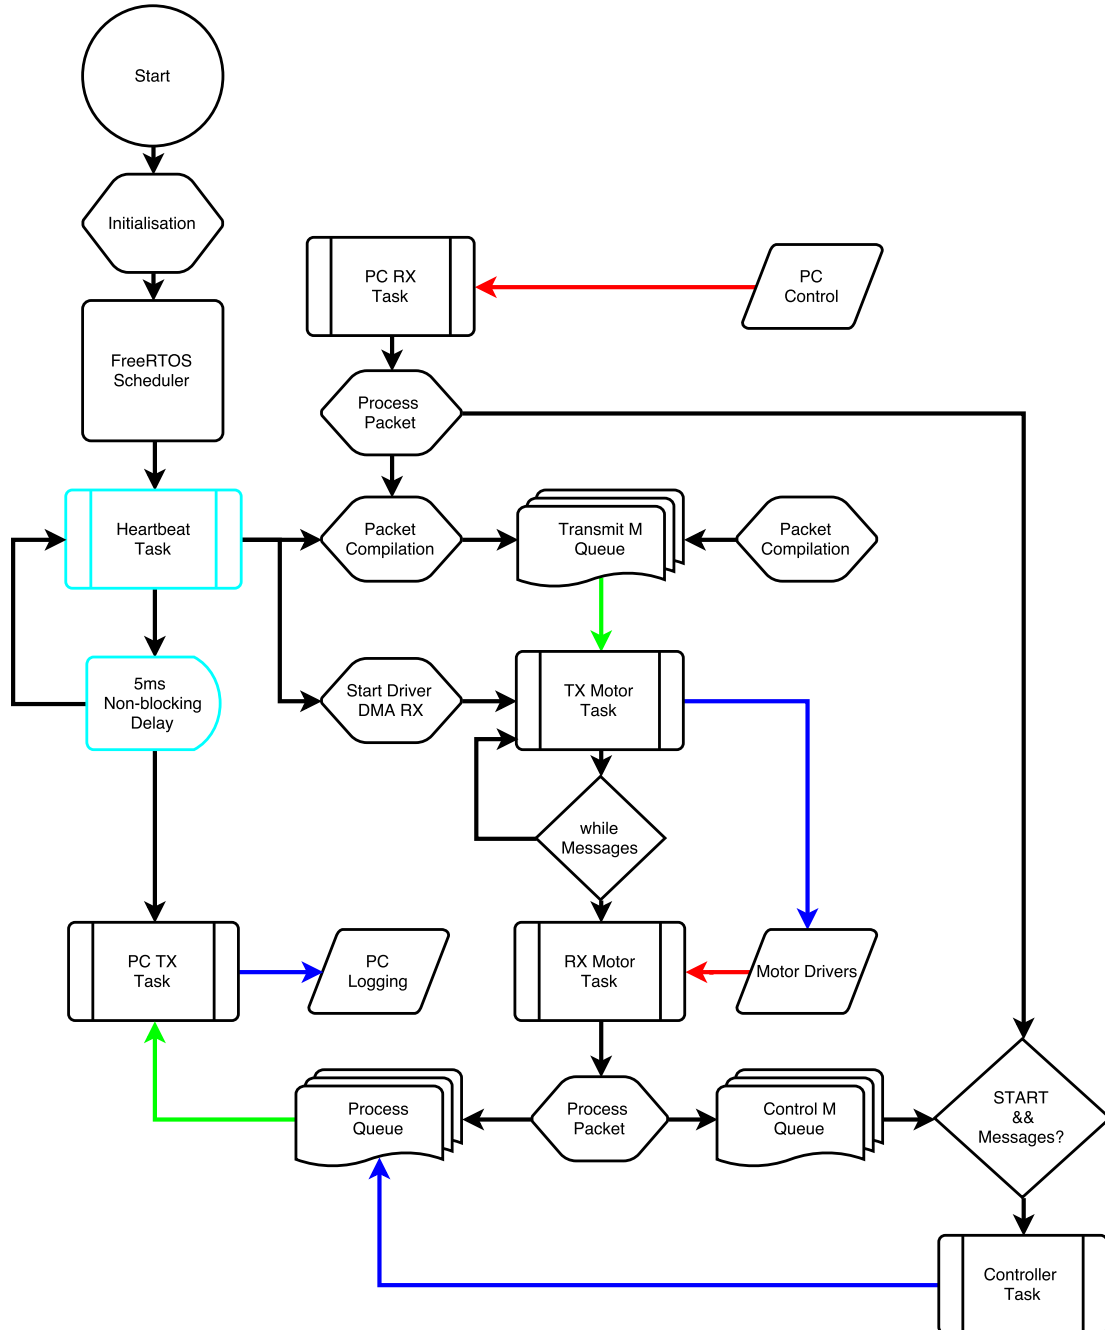 Start
Initialisation
FreeRTOS
Scheduler
PC RX
Task
PC
Control
Process
Packet
Heartbeat
Task
Packet
Compilation
Transmit M
Queue
Packet
Compilation
5ms
Non-blocking
Delay
Start Driver
DMA RX
TX Motor
Task
while
Messages
PC TX
Task
PC
Logging
RX Motor
Task
Motor Drivers
Process
Queue
Process
Packet
Control M
Queue
START
&&
Messages?
Controller
Task